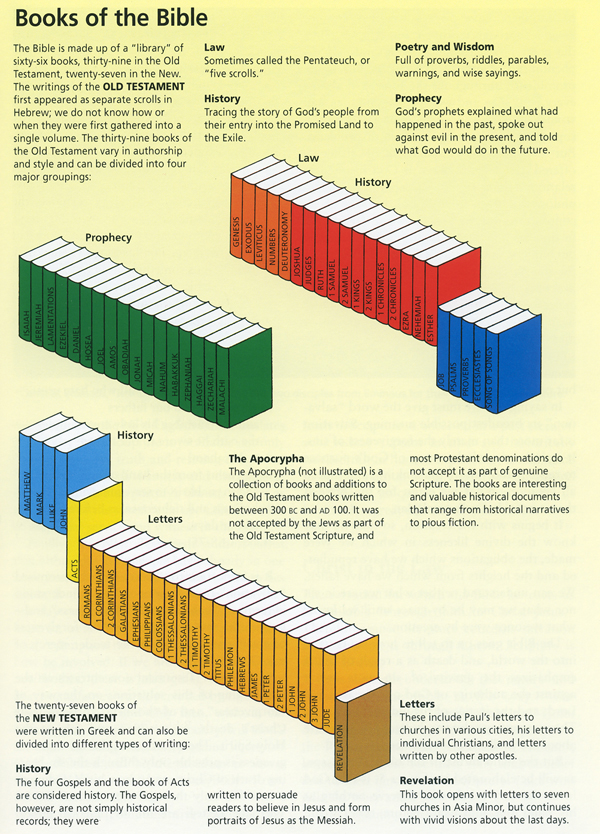 Books of the Bible
The Bible is made up of a “library” of
sixty-six books, thirty-nine in the Old
Testament, twenty-seven in the New.
The writings of the OLD TESTAMENT
first appeared as separate scrolls in
Hebrew; we do not know how or
when they were first gathered into a
single volume. The thirty-nine books of
the Old Testament vary in authorship
and style and can be divided into four
major groupings:
Law
Sometimes called the Pentateuch, or
“five scrolls.”
History
Tracing the story of God’s people from
their entry into the Promised Land to
the Exile.
Poetry and Wisdom
Full of proverbs, riddles, parables,
warnings, and wise sayings.
Prophecy
God’s prophets explained what had
happened in the past, spoke out
against evil in the present, and told
what God would do in the future.
Law
History
GENESIS
EXODUS
LEVITICUS
NUMBERS
DEUTERONOMY
JOSHUA
JUDGES
RUTH
1 SAMUEL
2 SAMUEL
1 KINGS
2 KINGS
1 CHRONICLES
2 CHRONICLES
EZRA
NEHEMIAH
ESTHER
JOB
PSALMS
PROVERBS
ECCLESIASTES
SONG OF SONGS
Prophecy
ISAIAH
JEREMIAH
LAMENTATIONS
EZEKIEL
DANIEL
HOSEA
JOEL
AMOS
OBADIAH
JONAH
MICAH
NAHUM
HABAKKUK
ZEPHANIAH
HAGGAI
ZECHARIAH
MALACHI
History
MATTHEW
MARK
LUKE
JOHN
ACTS
The Apocrypha
The Apocrypha (not illustrated) is a
collection of books and additions to
the Old Testament books written
between 300 BC and AD 100. It was
not accepted by the Jews as part of
the Old Testament Scripture, and
most Protestant denominations do
not accept it as part of genuine
Scripture. The books are interesting
and valuable historical documents
that range from historical narratives
to pious fiction.
Letters
ROMANS
1 CORINTHIANS
2 CORINTHIANS
GALATIANS
EPHESIANS
PHILIPPIANS
COLOSSIANS
1 THESSALONIANS
2 THESSALONIANS
1 TIMOTHY
2 TIMOTHY
TITUS
PHILEMON
HEBREWS
JAMES
1 PETER
2 PETER
1 JOHN
2 JOHN
3 JOHN
JUDE
REVELATION
The twenty-seven books of
the NEW TESTAMENT
were written in Greek and can also be
divided into different types of writing:
History
The four Gospels and the book of Acts
are considered history. The Gospels,
however, are not simply historical
records; they were
written to persuade
readers to believe in Jesus and form
portraits of Jesus as the Messiah.
Letters
These include Paul’s letters to
churches in various cities, his letters to
individual Christians, and letters
written by other apostles.
Revelation
This book opens with letters to seven
churches in Asia Minor, but continues
with vivid visions about the last days.